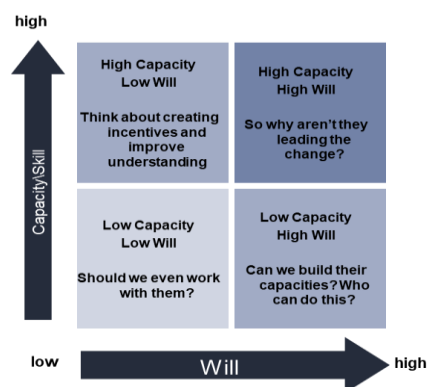 high
Capacity\Skill
High Capacity
Low Will
Think about creating
incentives and
improve
understanding
High Capacity
High Will
So why aren't they
leading the
change?
Low Capacity
Low Will
Should we even work
with them?
Low Capacity
High Will
Can we build their
capacities? Who
can do this?
low
Will
high